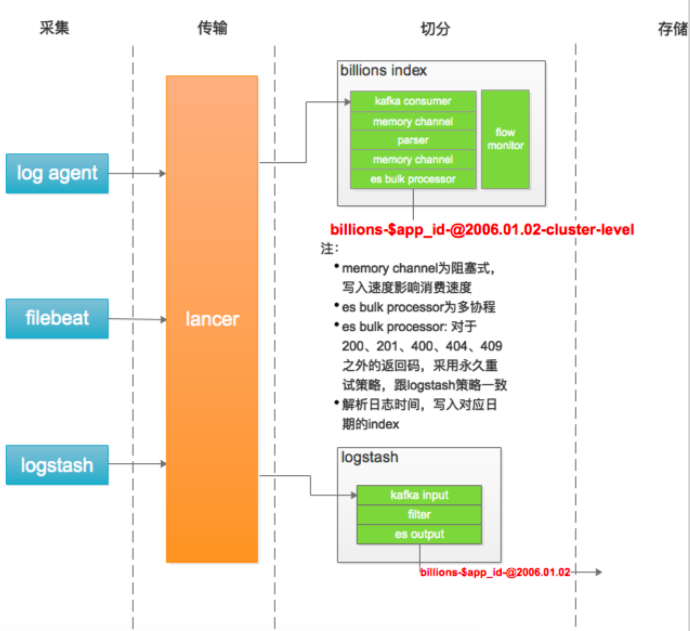 采集
传输
切分
存储
billions index
kafka consumer
memory channel
parser
memory channel
es bulk processor
flow
monitor
log agent
billions-$app_id-@2006.01.02-cluster-level
注：
•memory channel为阻塞式，
写入速度影响消费速度
•es bulk processor为多协程
•es bulk processor: 对于
200、201、400、404、409
之外的返回码，采用永久重
试策略，跟logstash策略一致
•解析日志时间，写入对应日
期的index
filebeat
lancer
logstash
logstash
kafka input
filter
es output
billions-$app_id-@2006.01.02